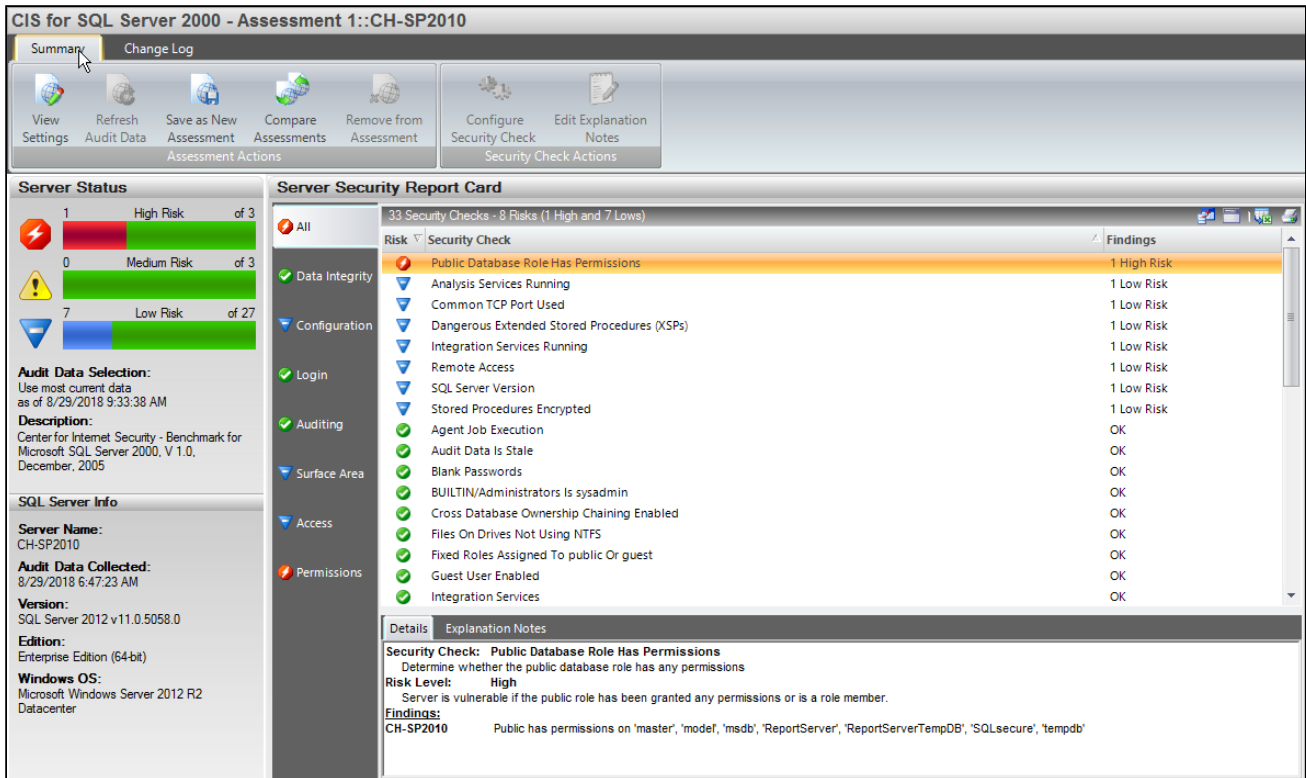 CIS for SQL Server 2000 - Assessment 1::CH-SP2010
Summary Change Log
View Settings
Refresh Audit Data
Save as New Assessment
Compare Assessments
Remove from Assessment
Assessment Actions
Configure Security Check
Edit Explanation Notes
Security Check Actions
Server Status
1 High Risk of 3
0 Medium Risk of 3
7 Low Risk of 27
Audit Data Selection:
Use most current data
as of 8/29/2018 9:33:38 AM
Description:
Center for Internet Security - Benchmark for
Microsoft SQL Server 2000, V 1.0,
December, 2005
SQL Server Info
Server Name:
CH-SP2010
Audit Data Collected:
8/29/2018 6:47:23 AM
Version:
SQL Server 2012 v11.0.5058.0
Edition:
Enterprise Edition (64-bit)
Windows OS:
Microsoft Windows Server 2012 R2
Datacenter
Server Security Report Card
All
Data Integrity
Configuration
Login
Auditing
Surface Area
Access
Permissions
33 Security Checks - 8 Risks (1 High and 7 Lows)
Risk Security Check Findings
Public Database Role Has Permissions 1 High Risk
Analysis Services Running 1 Low Risk
Common TCP Port Used 1 Low Risk
Dangerous Extended Stored Procedures (XSPs) 1 Low Risk
Integration Services Running 1 Low Risk
Remote Access 1 Low Risk
SQL Server Version 1 Low Risk
Stored Procedures Encrypted 1 Low Risk
Agent Job Execution OK
Audit Data Is Stale OK
Blank Passwords OK
BUILTIN/Administrators Is sysadmin OK
Cross Database Ownership Chaining Enabled OK
Files On Drives Not Using NTFS OK
Fixed Roles Assigned To public Or guest OK
Guest User Enabled OK
Integration Services OK
Details Explanation Notes
Security Check: Public Database Role Has Permissions
Determine whether the public database role has any permissions
Risk Level: High
Server is vulnerable if the public role has been granted any permissions or is a role member.
Findings:
CH-SP2010 Public has permissions on 'master', 'model', 'msdb', 'ReportServer', 'ReportServerTempDB', 'SQLsecure', 'tempdb'